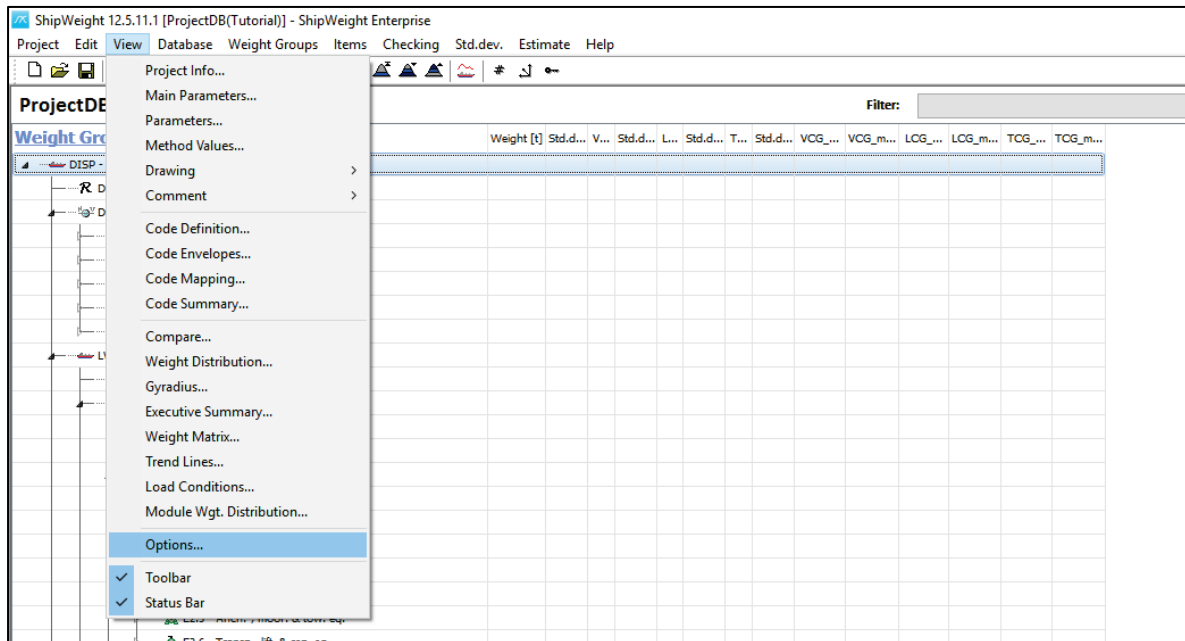 ShipWeight 12.5.11.1 [ProjectDB(Tutorial)] - ShipWeight Enterprise
Project Edit View Database Weight Groups Items Checking Std.dev. Estimate Help
Project Info...
Main Parameters...
ProjectDB Filter:
Parameters...
Weight Gro Weight [t] Std.d... V... Std.d... L... Std.d... T... Std.d... VCG_... VCG_m... LCG_... LCG_m... TCG_... TCG_m...
Method Values...
DISP - Drawing >
R D Comment >
D
Code Definition...
Code Envelopes...
Code Mapping...
Code Summary...
Compare...
Weight Distribution...
Gyradius...
Executive Summary...
Weight Matrix...
Trend Lines...
Load Conditions...
Module Wgt. Distribution...
Options...
Toolbar
Status Bar